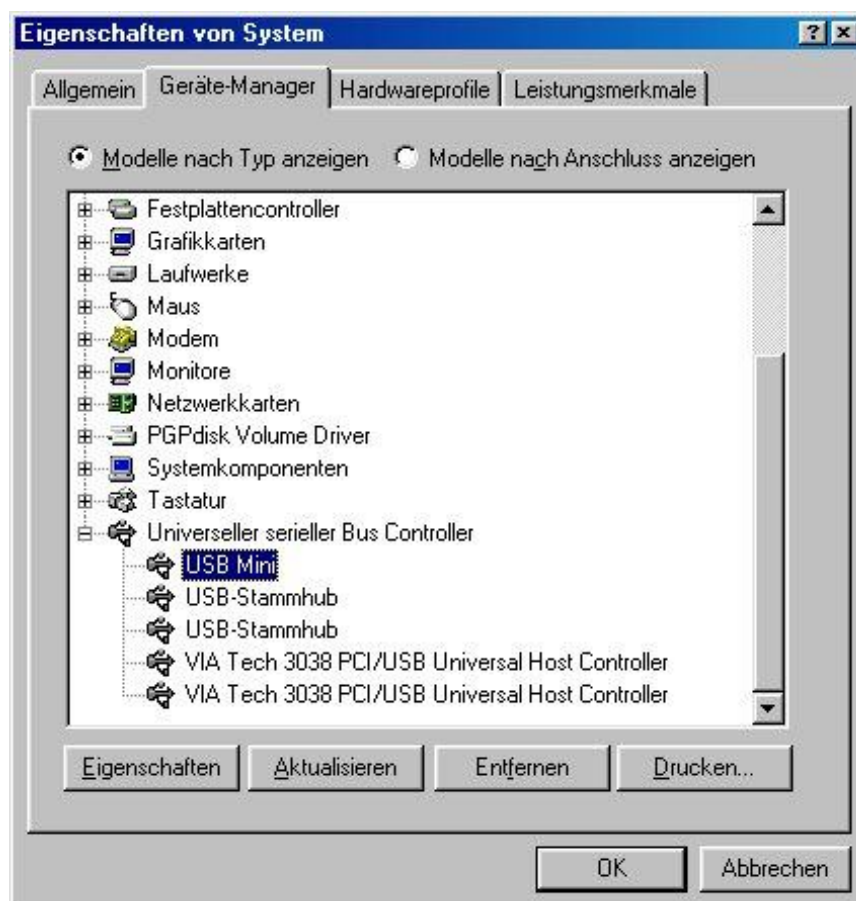 Eigenschaften von System
Allgemein Geräte-Manager Hardwareprofile Leistungsmerkmale
Modelle nach Typ anzeigen Modelle nach Anschluss anzeigen
Festplattencontroller
Grafikkarten
Laufwerke
Maus
Modem
Monitore
Netzwerkkarten
PGPdisk Volume Driver
Systemkomponenten
Tastatur
Universeller serieller Bus Controller
USB Mini
USB-Stammhub
USB-Stammhub
VIA Tech 3038 PCI/USB Universal Host Controller
VIA Tech 3038 PCI/USB Universal Host Controller
Eigenschaften Aktualisieren Entfernen Drucken...
OK Abbrechen